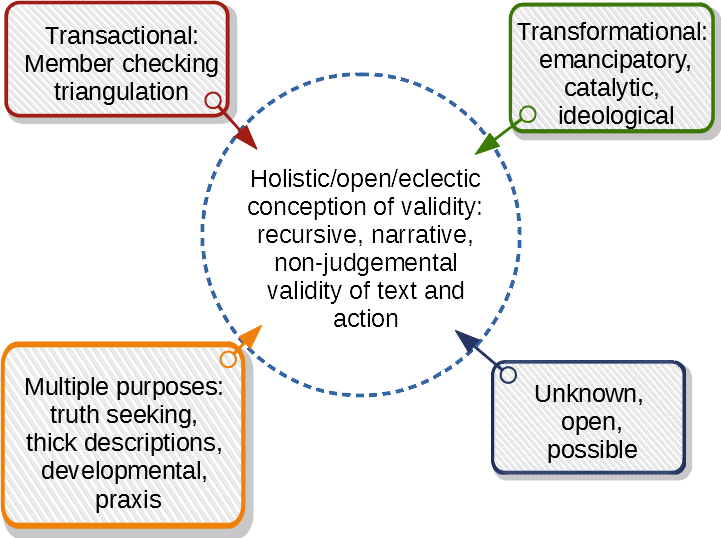 Transactional:
Member checking
triangulation
Transformational:
emancipatory,
catalytic,
ideological
Holistic/open/eclectic
conception of validity:
recursive, narrative,
non-judgemental
validity of text and
action
Multiple purposes:
truth seeking,
thick descriptions,
developmental,
praxis
Unknown,
open,
possible